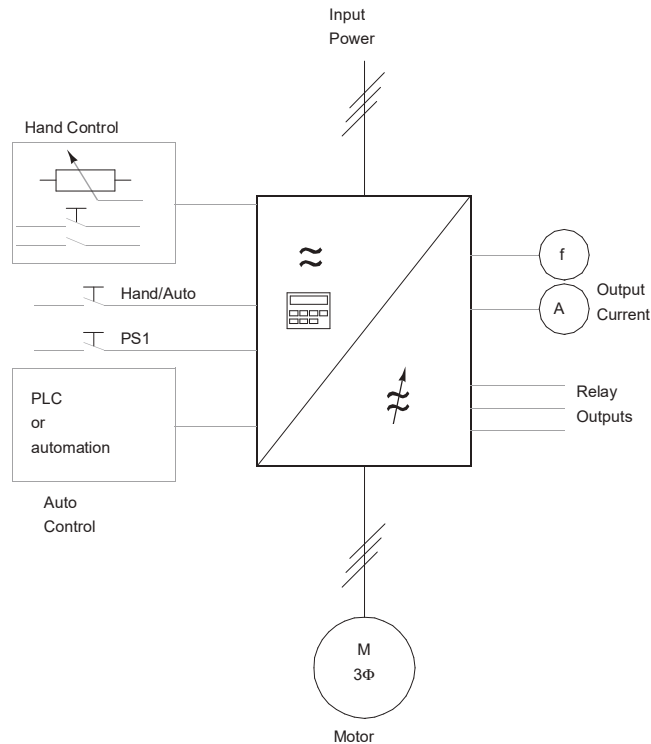 Input
Power
Hand Control
Hand/Auto
PS1
PLC
or
automation
Auto
Control
f
A
Output
Current
Relay
Outputs
M
3Φ
Motor